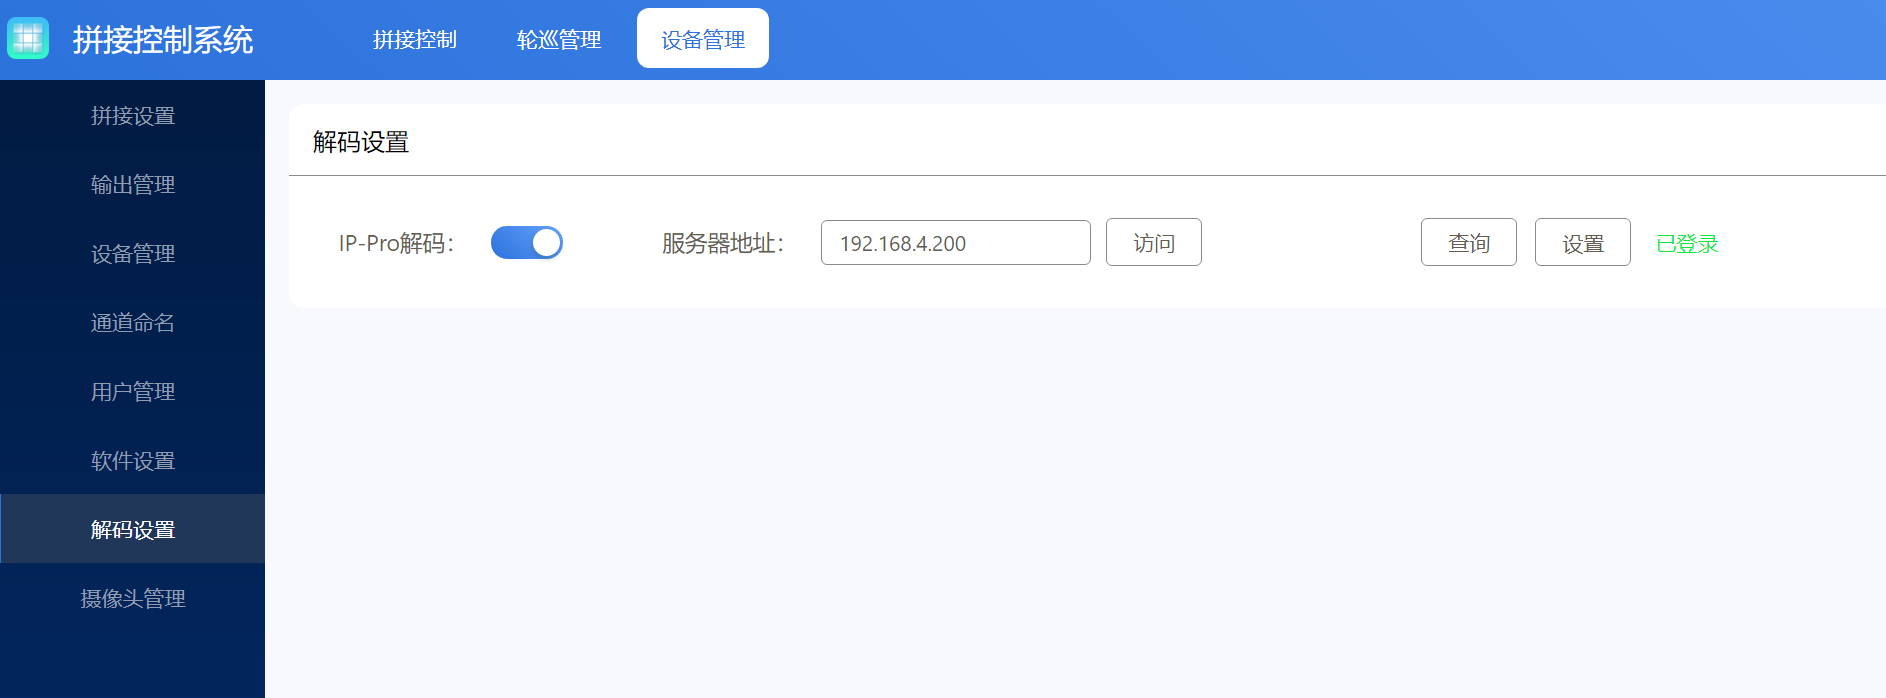 拼接控制系统 拼接控制 轮巡管理 设备管理
拼接设置
输出管理
设备管理
通道命名
用户管理
软件设置
解码设置
摄像头管理
解码设置
IP-Pro解码： 服务器地址： 192.168.4.200 访问 查询 设置 已登录